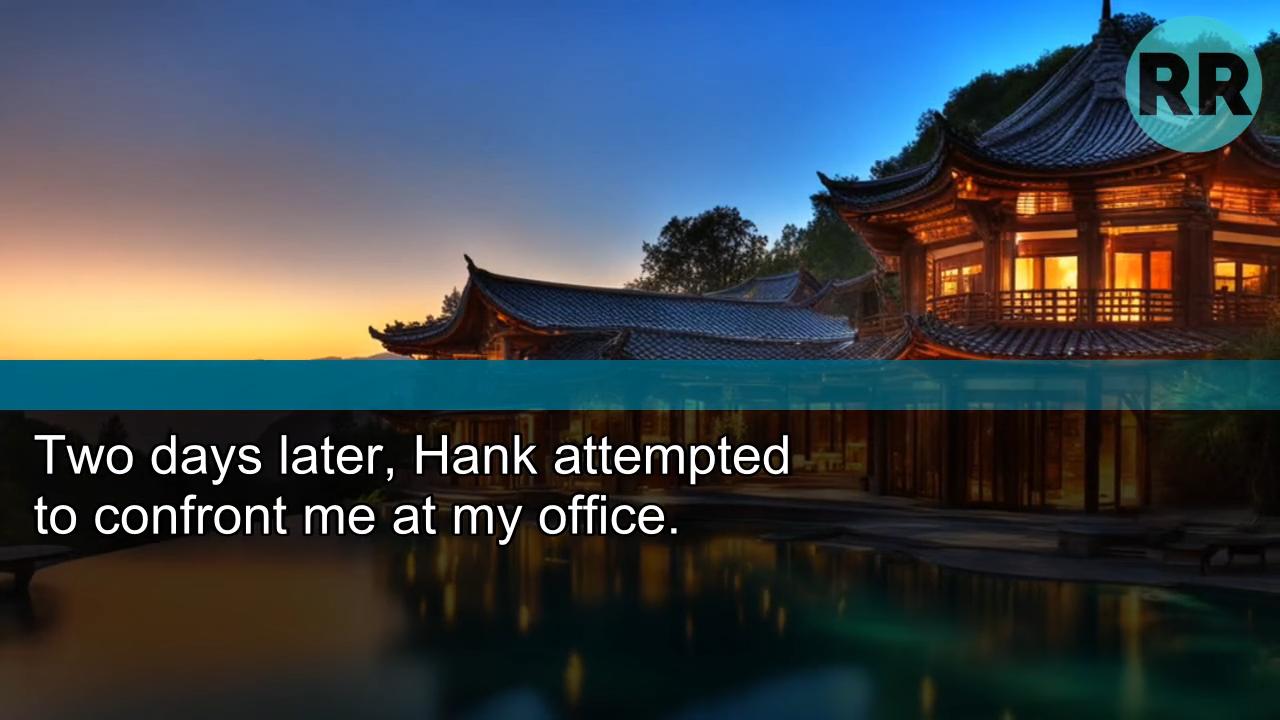 RR
Two days later, Hank attempted
to confront me at my office.